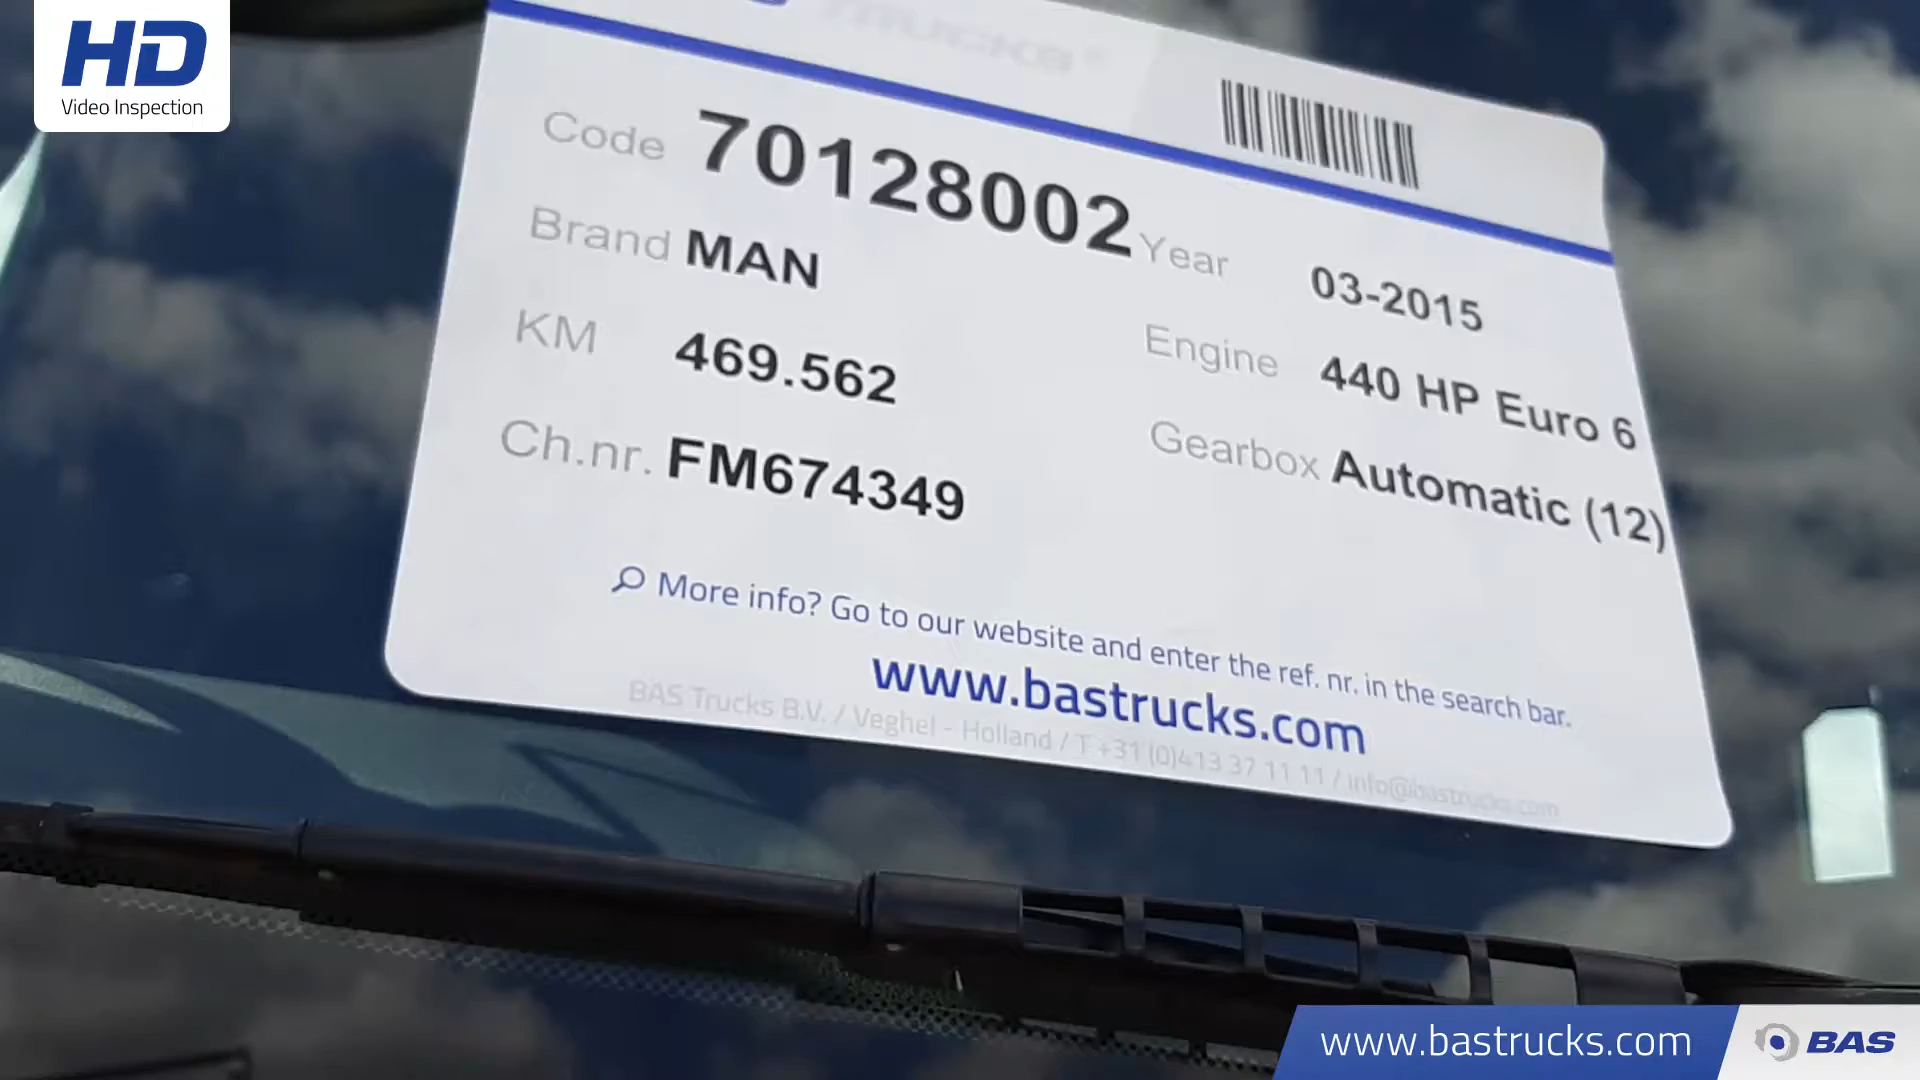 HD
Video Inspection
TRUCKS
Code 70128002
Brand MAN
KM 469.562
Ch.nr. FM674349
Year 03-2015
Engine 440 HP Euro 6
Gearbox Automatic (12)
More info? Go to our website and enter the ref. nr. in the search bar.
www.bastrucks.com
BAS Trucks B.V. / Veghel - Holland / T +31 (0)413 37 11 11 / info@bastrucks.com
www.bastrucks.com
BAS